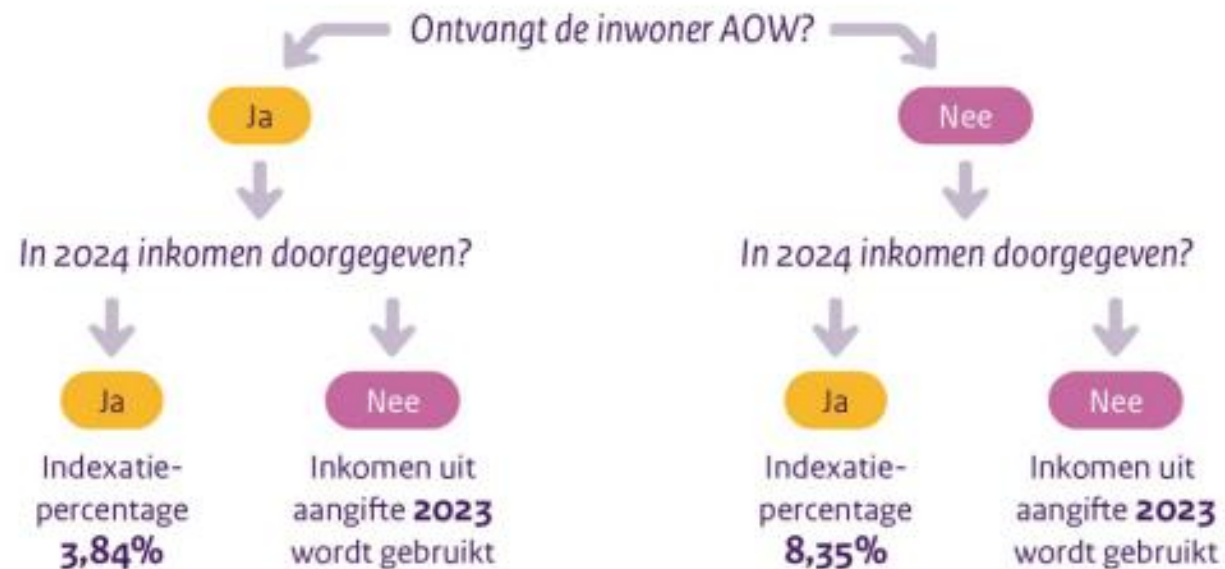 Ontvangt de inwoner AOW?
Ja
Nee
In 2024 inkomen doorgegeven?
In 2024 inkomen doorgegeven?
Ja
Nee
Ja
Nee
Indexatie-
percentage
3,84%
Inkomen uit
aangifte 2023
wordt gebruikt
Indexatie-
percentage
8,35%
Inkomen uit
aangifte 2023
wordt gebruikt